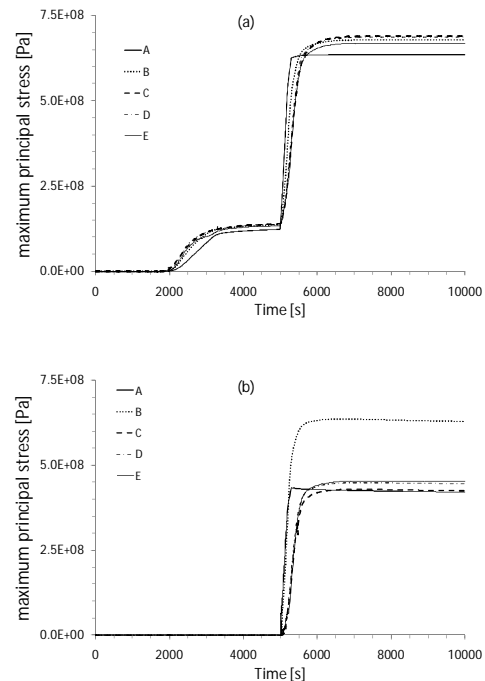 (a)
maximum principal stress [Pa]
7.5E+08
5.0E+08
2.5E+08
0.0E+00
A
B
C
D
E
0 2000 4000 6000 8000 10000
Time [s]
(b)
maximum principal stress [Pa]
7.5E+08
5.0E+08
2.5E+08
0.0E+00
A
B
C
D
E
0 2000 4000 6000 8000 10000
Time [s]